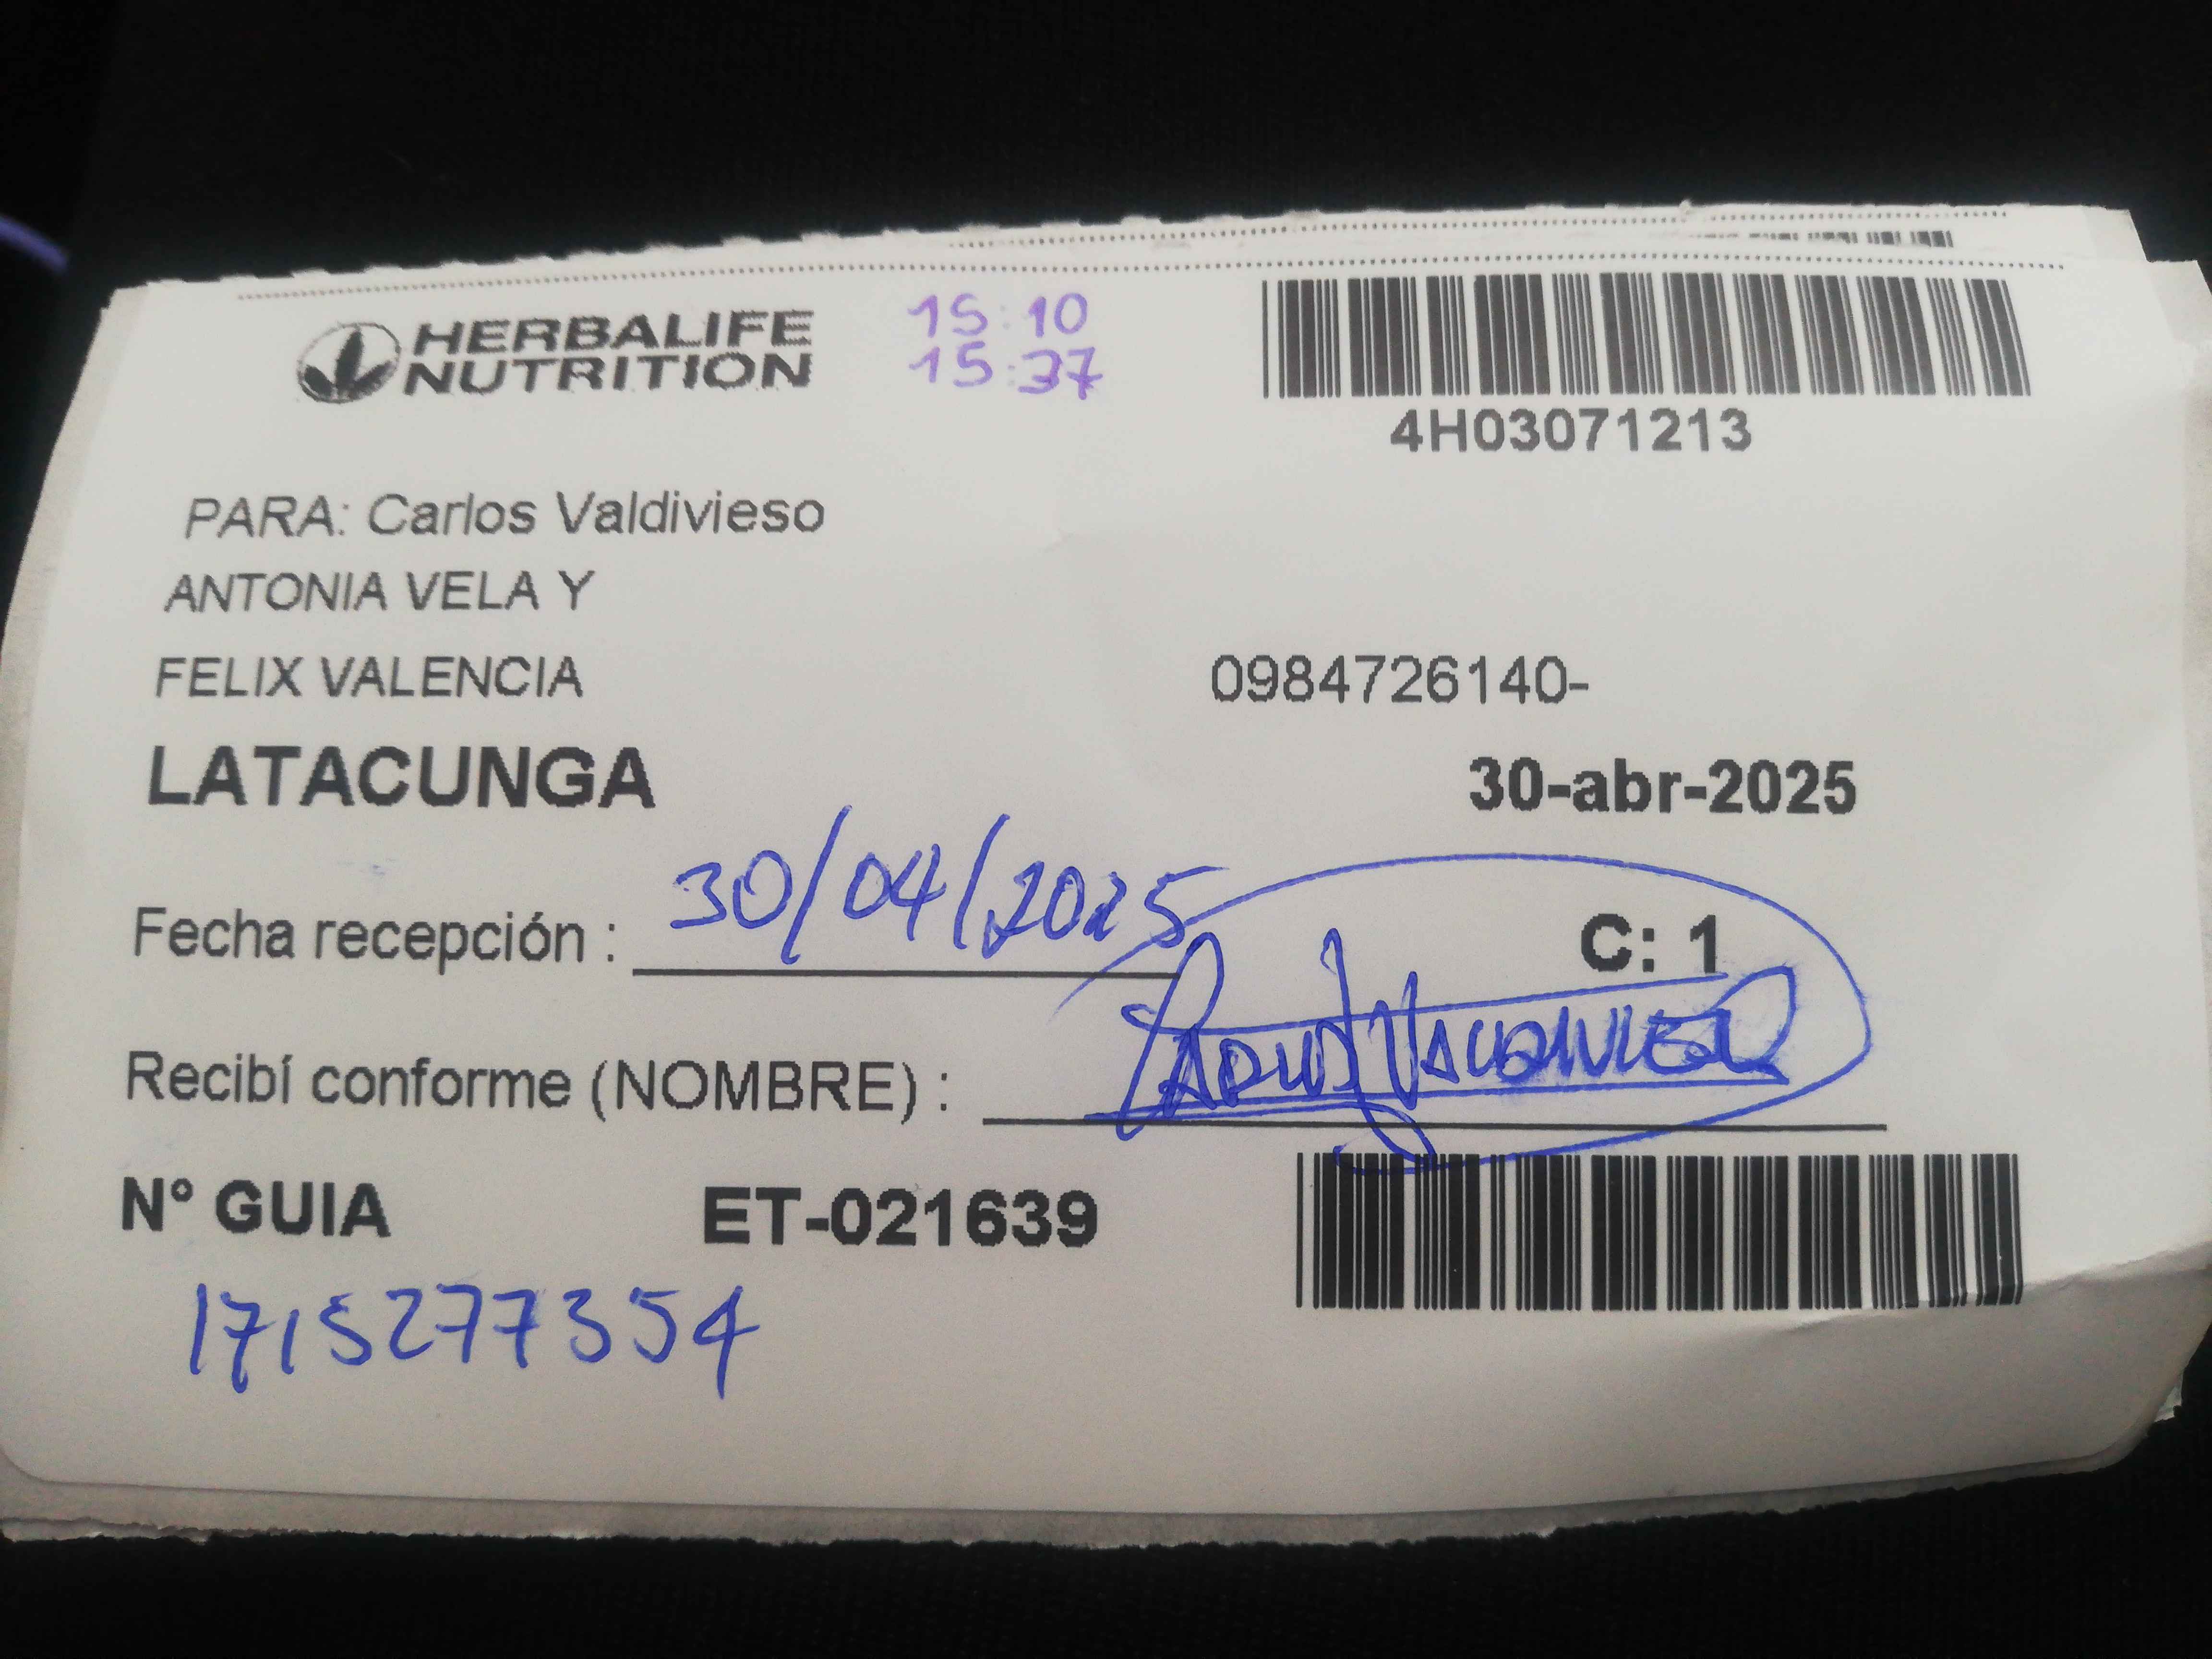 HERBALIFE
NUTRITION
15:10
15:37
4H03071213
PARA: Carlos Valdivieso
ANTONIA VELA Y
FELIX VALENCIA
0984726140-
LATACUNGA
30-abr-2025
Fecha recepción : 30/04/2025
C: 1
Recibí conforme (NOMBRE) :
N° GUIA ET-021639
1715277354